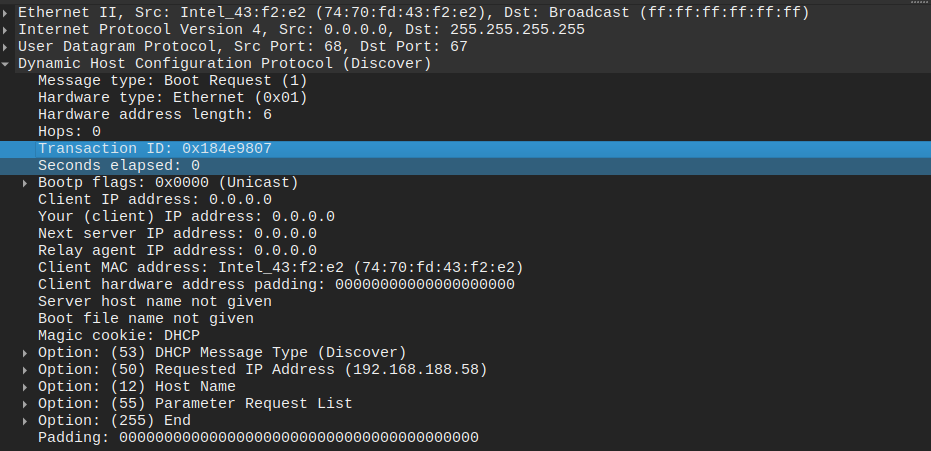 Ethernet II, Src: Intel_43:f2:e2 (74:70:fd:43:f2:e2), Dst: Broadcast (ff:ff:ff:ff:ff:ff)
Internet Protocol Version 4, Src: 0.0.0.0, Dst: 255.255.255.255
User Datagram Protocol, Src Port: 68, Dst Port: 67
Dynamic Host Configuration Protocol (Discover)
Message type: Boot Request (1)
Hardware type: Ethernet (0x01)
Hardware address length: 6
Hops: 0
Transaction ID: 0x184e9807
Seconds elapsed: 0
Bootp flags: 0x0000 (Unicast)
Client IP address: 0.0.0.0
Your (client) IP address: 0.0.0.0
Next server IP address: 0.0.0.0
Relay agent IP address: 0.0.0.0
Client MAC address: Intel_43:f2:e2 (74:70:fd:43:f2:e2)
Client hardware address padding: 00000000000000000000
Server host name not given
Boot file name not given
Magic cookie: DHCP
Option: (53) DHCP Message Type (Discover)
Option: (50) Requested IP Address (192.168.188.58)
Option: (12) Host Name
Option: (55) Parameter Request List
Option: (255) End
Padding: 0000000000000000000000000000000000000000